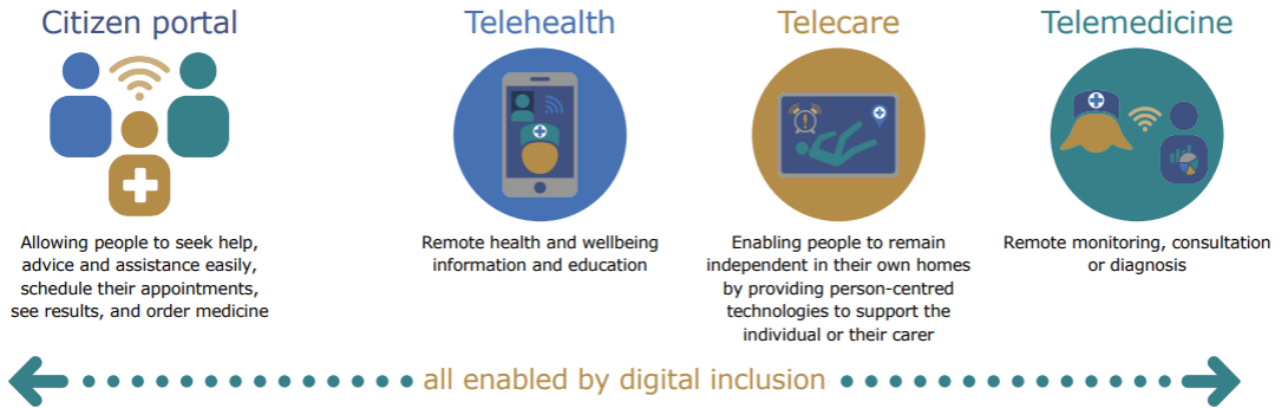 Citizen portal
Allowing people to seek help,
advice and assistance easily,
schedule their appointments,
see results, and order medicine
Telehealth
Remote health and wellbeing
information and education
Telecare
Enabling people to remain
independent in their own homes
by providing person-centred
technologies to support the
individual or their carer
Telemedicine
Remote monitoring, consultation
or diagnosis
all enabled by digital inclusion